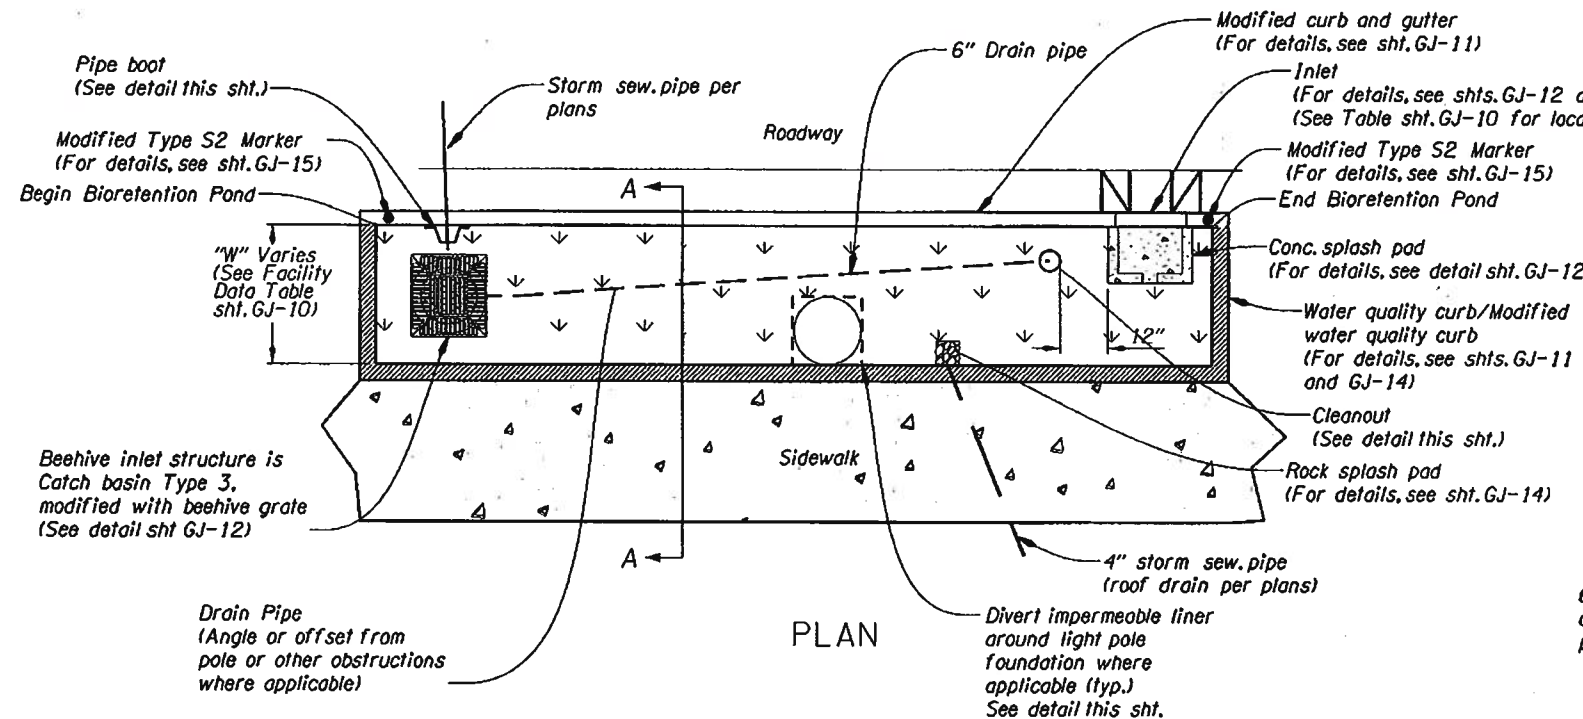 Pipe boot
(See detail this sht.)
Storm sew. pipe per
plans
6" Drain pipe
Modified curb and gutter
(For details, see sht. GJ-11)
Inlet
(For details, see shts. GJ-12
(See Table sht. GJ-10 for
Modified Type S2 Marker
(For details, see sht. GJ-15)
Roadway
Modified Type S2 Marker
(For details, see sht. GJ-15)
Begin Bioretention Pond
A
End Bioretention Pond
"W" Varies
(See Facility
Data Table
sht. GJ-10)
Conc. splash pad
(For details, see detail sht. GJ-12
12"
Water quality curb/Modified
water quality curb
(For details, see shts. GJ-11
and GJ-14)
Cleanout
(See detail this sht.)
Beehive inlet structure is
Catch basin Type 3,
modified with beehive grate
(See detail sht GJ-12)
Sidewalk
Rock splash pad
(For details, see sht. GJ-14)
A
4" storm sew. pipe
(roof drain per plans)
Drain Pipe
(Angle or offset from
pole or other obstructions
where applicable)
PLAN
Divert impermeable liner
around light pole
foundation where
applicable (typ.)
See detail this sht.